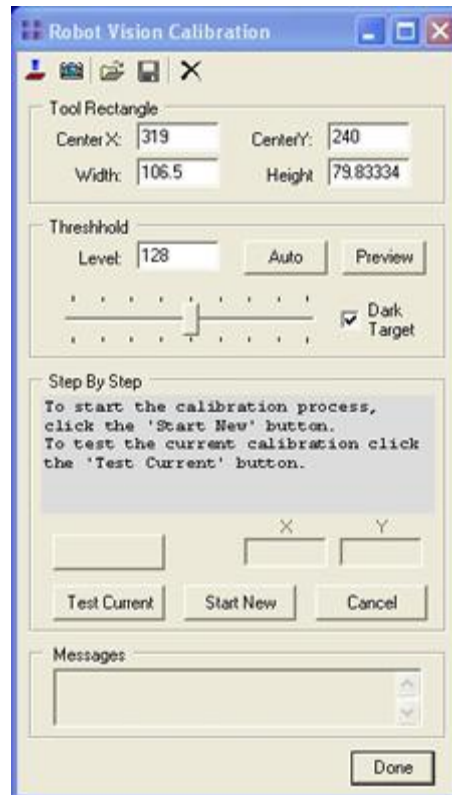 Robot Vision Calibration
Tool Rectangle
Center X: 319 CenterY: 240
Width: 106.5 Height 79.83334
Threshhold
Level: 128 Auto Preview
Dark
Target
Step By Step
To start the calibration process,
click the 'Start New' button.
To test the current calibration click
the 'Test Current' button.
X Y
Test Current Start New Cancel
Messages
Done